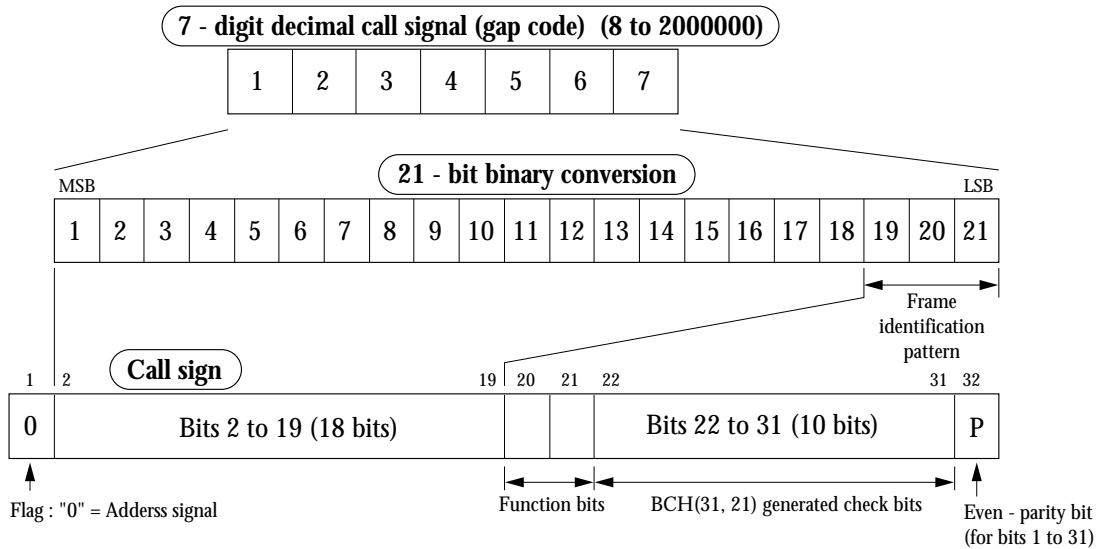 7 - digit decimal call signal (gap code) (8 to 2000000)
1 2 3 4 5 6 7
21 - bit binary conversion
MSB
LSB
1 2 3 4 5 6 7 8 9 10 11 12 13 14 15 16 17 18 19 20 21
Frame
identification
pattern
Call sign
1 2 19 20 21 22 31 32
0 Bits 2 to 19 (18 bits) Bits 22 to 31 (10 bits) P
Flag : "0" = Adderss signal
Function bits
BCH(31, 21) generated check bits
Even - parity bit
(for bits 1 to 31)